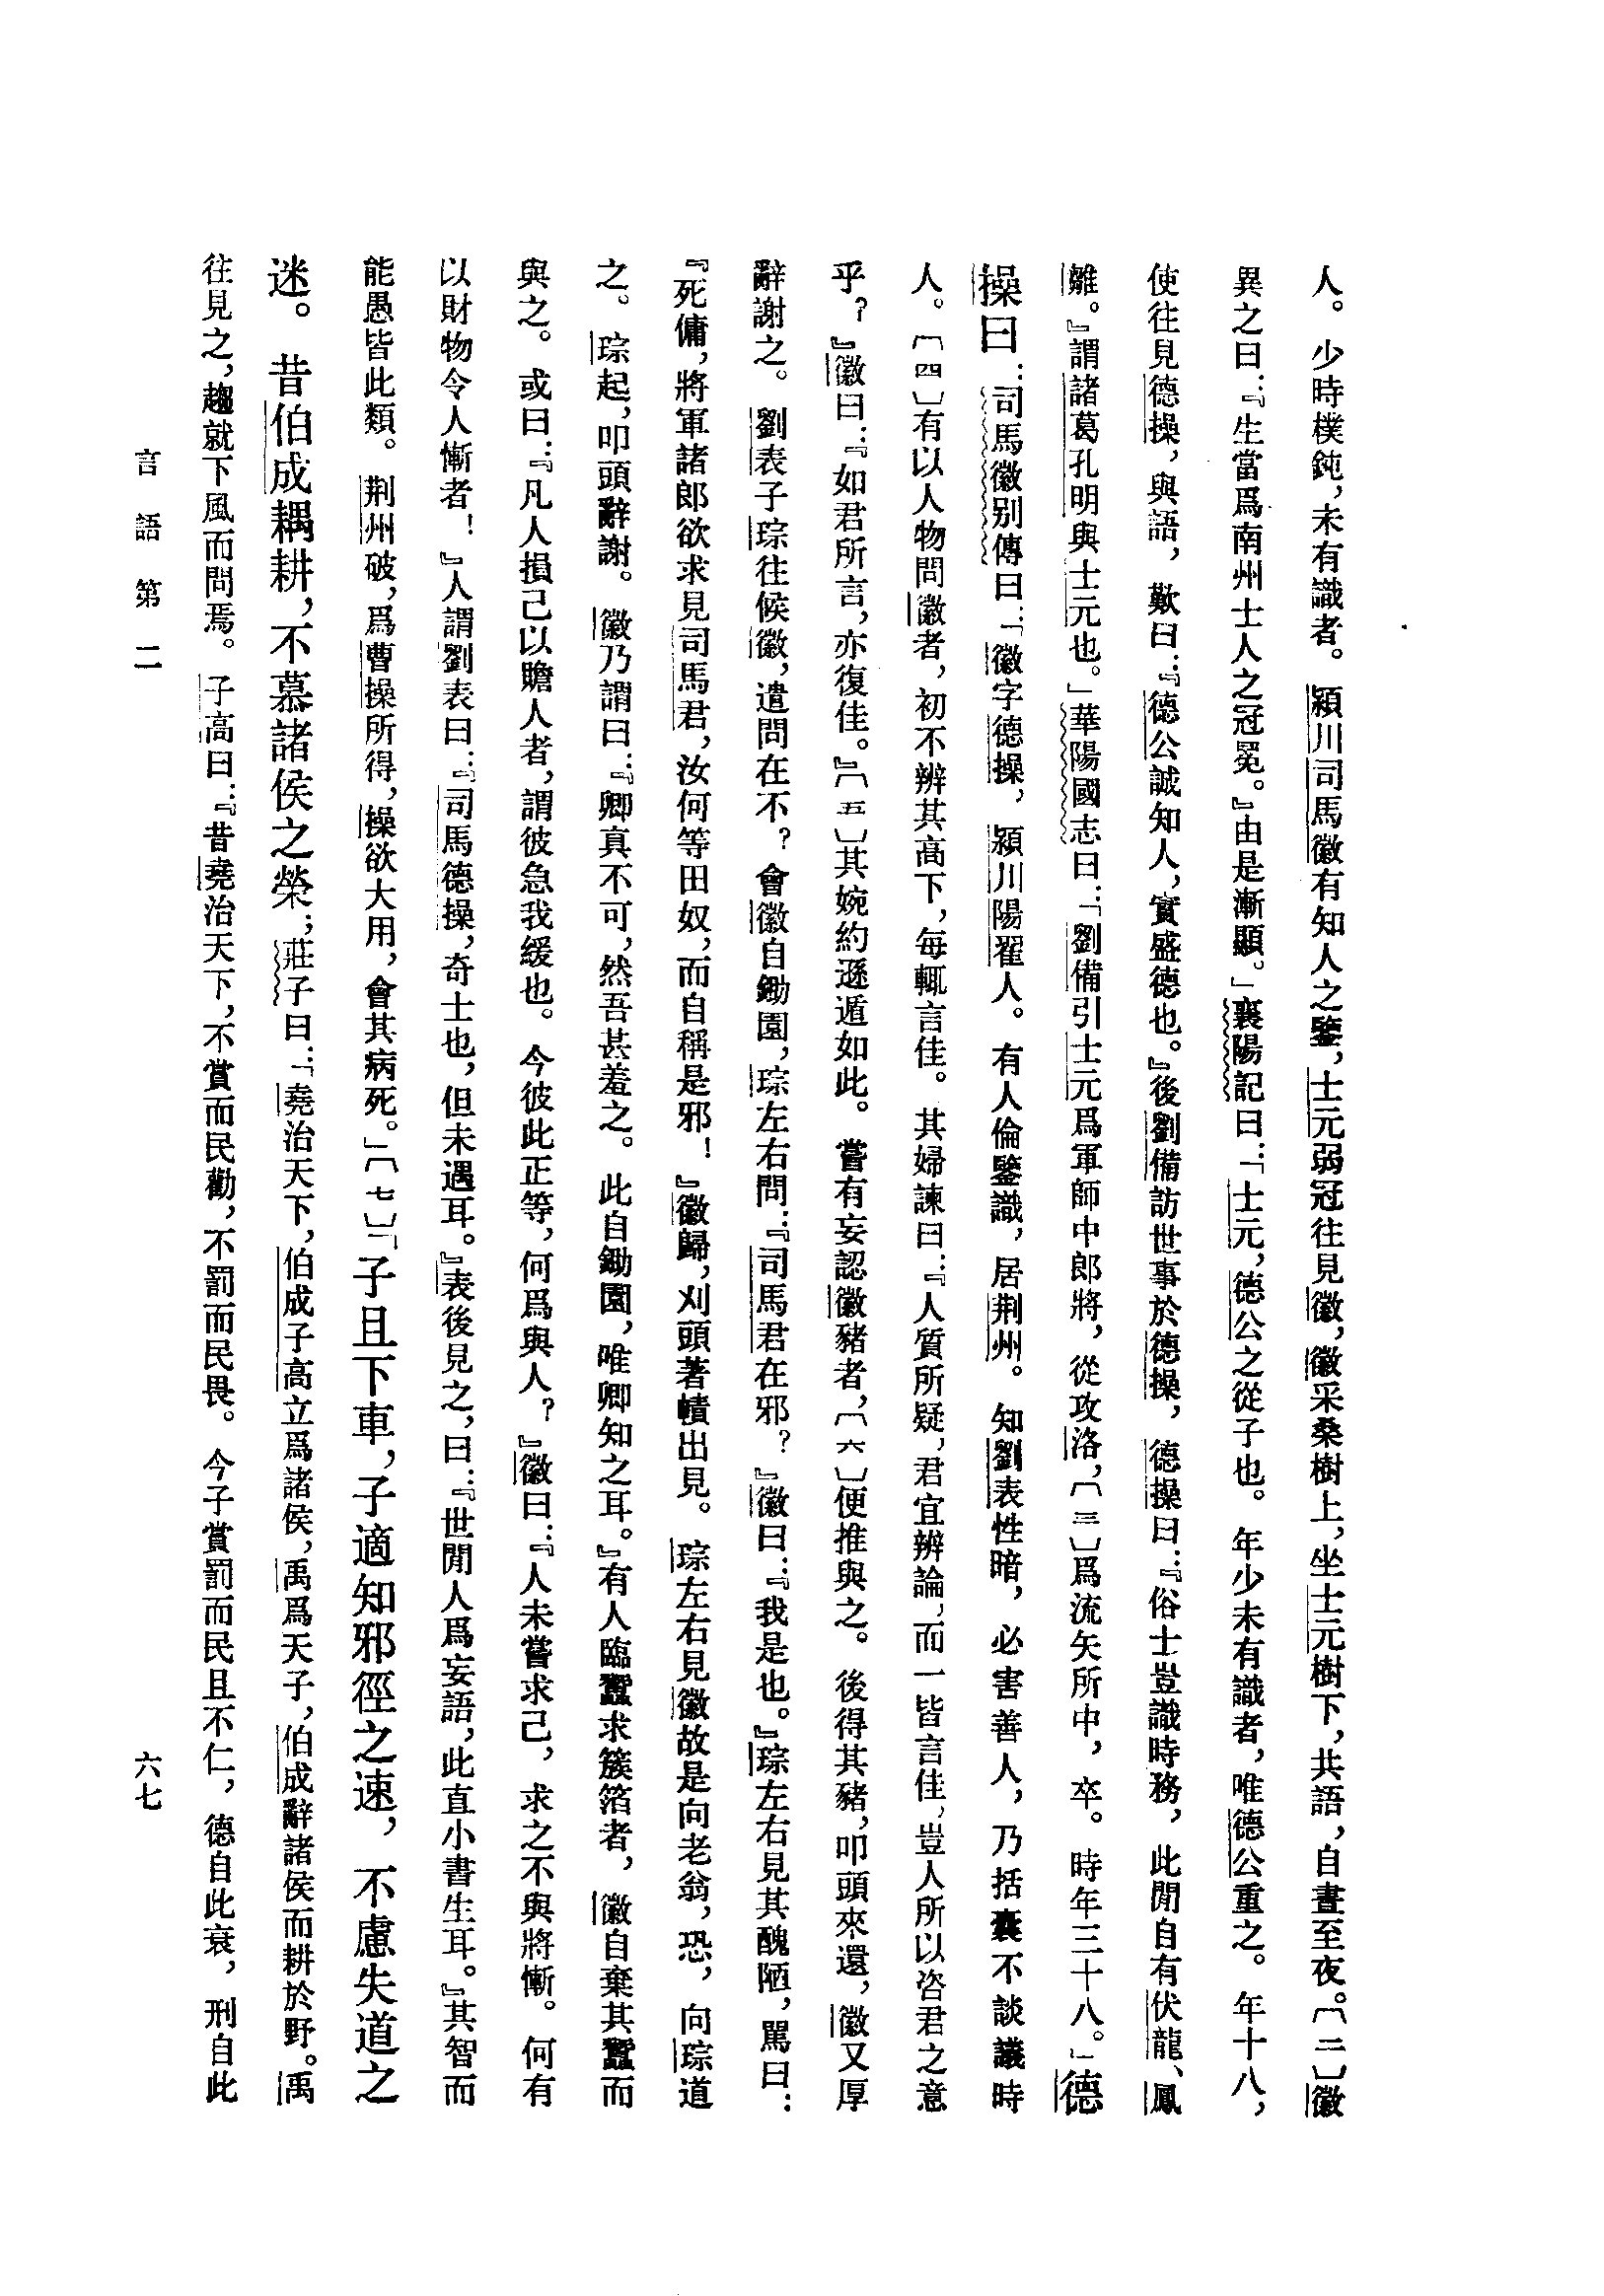 人。少時樸鈍，未有識者。潁川司馬徽有知人之鑒，士元弱冠往見徽，徽采桑樹上，坐士元樹下，共語，自晝至夜。〔二〕徽
異之曰：『生當爲南州士人之冠冕。』由是漸顯。」襄陽記曰：「士元，德公之從子也。年少未有識者，唯德公重之。年十八，
使往見德操，與語，歎曰：『德公誠知人，實盛德也。』後劉備訪世事於德操，德操曰：『俗士豈識時務，此閒自有伏龍、鳳
雛。』謂諸葛孔明與士元也。」華陽國志曰：「劉備引士元爲軍師中郎將，從攻洛，〔三〕爲流矢所中，卒。時年三十八。」德
操曰：司馬徽別傳曰：「徽字德操，潁川陽翟人。有人倫鑒識，居荆州。知劉表性暗，必害善人，乃括囊不談議時
人。〔四〕有以人物問徽者，初不辨其高下，每輒言佳。其婦諫曰：『人質所疑，君宜辨論，而一皆言佳，豈人所以咨君之意
乎？』徽曰：『如君所言，亦復佳。』〔五〕其婉約遜遁如此。嘗有妄認徽豬者，〔六〕便推與之。後得其豬，叩頭來還，徽又厚
辭謝之。劉表子琮往候徽，遣問在不？會徽自鋤園，琮左右問：『司馬君在邪？』徽曰：『我是也。』琮左右見其醜陋，罵曰：
『死傭，將軍諸郎欲求見司馬君，汝何等田奴，而自稱是邪！』徽歸，刈頭著幘出見。琮左右見徽故是向老翁，恐，向琮道
之。琮起，叩頭辭謝。徽乃謂曰：『卿真不可，然吾甚羞之。此自鋤園，唯卿知之耳。』有人臨蠶求簇箔者，徽自棄其蠶而
與之。或曰：『凡人損己以贍人者，謂彼急我緩也。今彼此正等，何爲與人？』徽曰：『人未嘗求己，求之不與將慚。何有
以財物令人慚者！』人謂劉表曰：『司馬德操，奇士也，但未遇耳。』表後見之，曰：『世閒人爲妄語，此直小書生耳。』其智而
能愚皆此類。荆州破，爲曹操所得，操欲大用，會其病死。」〔七〕「子且下車，子適知邪徑之速，不慮失道之
迷。昔伯成耦耕，不慕諸侯之榮；莊子曰：「堯治天下，伯成子高立爲諸侯，禹爲天子，伯成辭諸侯而耕於野。禹
往見之，趨就下風而問焉。子高曰：『昔堯治天下，不賞而民勸，不罰而民畏。今子賞罰而民且不仁，德自此衰，刑自此
言語第二
六七